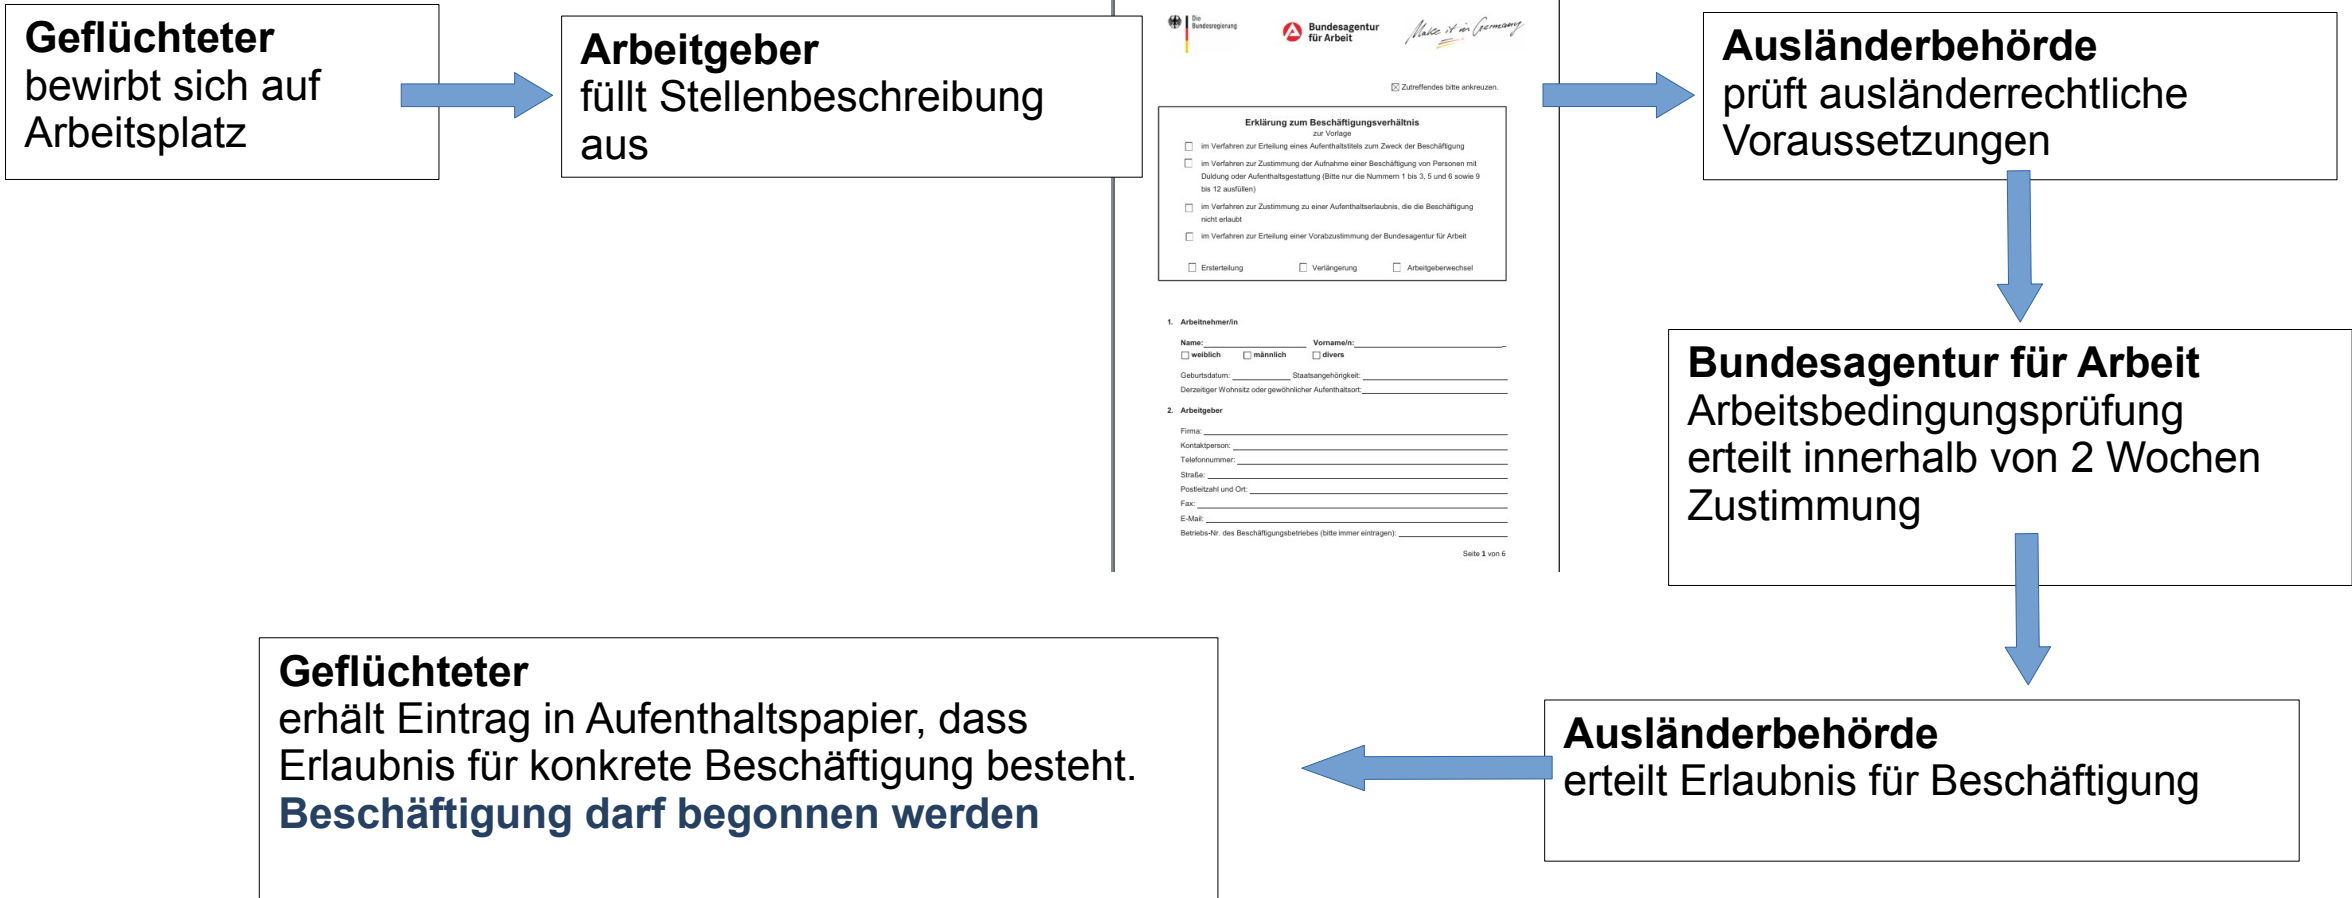 Geflüchteter
bewirbt sich auf
Arbeitsplatz
Arbeitgeber
füllt Stellenbeschreibung
aus
Die
Bundesregierung
Bundesagentur
für Arbeit
Make it in Germany
Zutreffendes bitte ankreuzen.
Erklärung zum Beschäftigungsverhältnis
zur Vorlage
im Verfahren zur Erteilung eines Aufenthaltstitels zum Zweck der Beschäftigung
im Verfahren zur Zustimmung der Aufnahme einer Beschäftigung von Personen mit
Duldung oder Aufenthaltsgestattung (Bitte nur die Nummern 1 bis 3, 5 und 6 sowie 9
bis 12 ausfüllen)
im Verfahren zur Zustimmung zu einer Aufenthaltserlaubnis, die die Beschäftigung
nicht erlaubt
im Verfahren zur Erteilung einer Vorabzustimmung der Bundesagentur für Arbeit
Ersterteilung Verlängerung Arbeitgeberwechsel
1. Arbeitnehmer/in
Name: Vorname/n:
weiblich männlich divers
Geburtsdatum: Staatsangehörigkeit:
Derzeitiger Wohnsitz oder gewöhnlicher Aufenthaltsort:
2. Arbeitgeber
Firma:
Kontaktperson:
Telefonnummer:
Straße:
Postleitzahl und Ort:
Fax:
E-Mail:
Betriebs-Nr. des Beschäftigungsbetriebes (bitte immer eintragen):
Seite 1 von 6
Ausländerbehörde
prüft ausländerrechtliche
Voraussetzungen
Bundesagentur für Arbeit
Arbeitsbedingungsprüfung
erteilt innerhalb von 2 Wochen
Zustimmung
Ausländerbehörde
erteilt Erlaubnis für Beschäftigung
Geflüchteter
erhält Eintrag in Aufenthaltspapier, dass
Erlaubnis für konkrete Beschäftigung besteht.
Beschäftigung darf begonnen werden